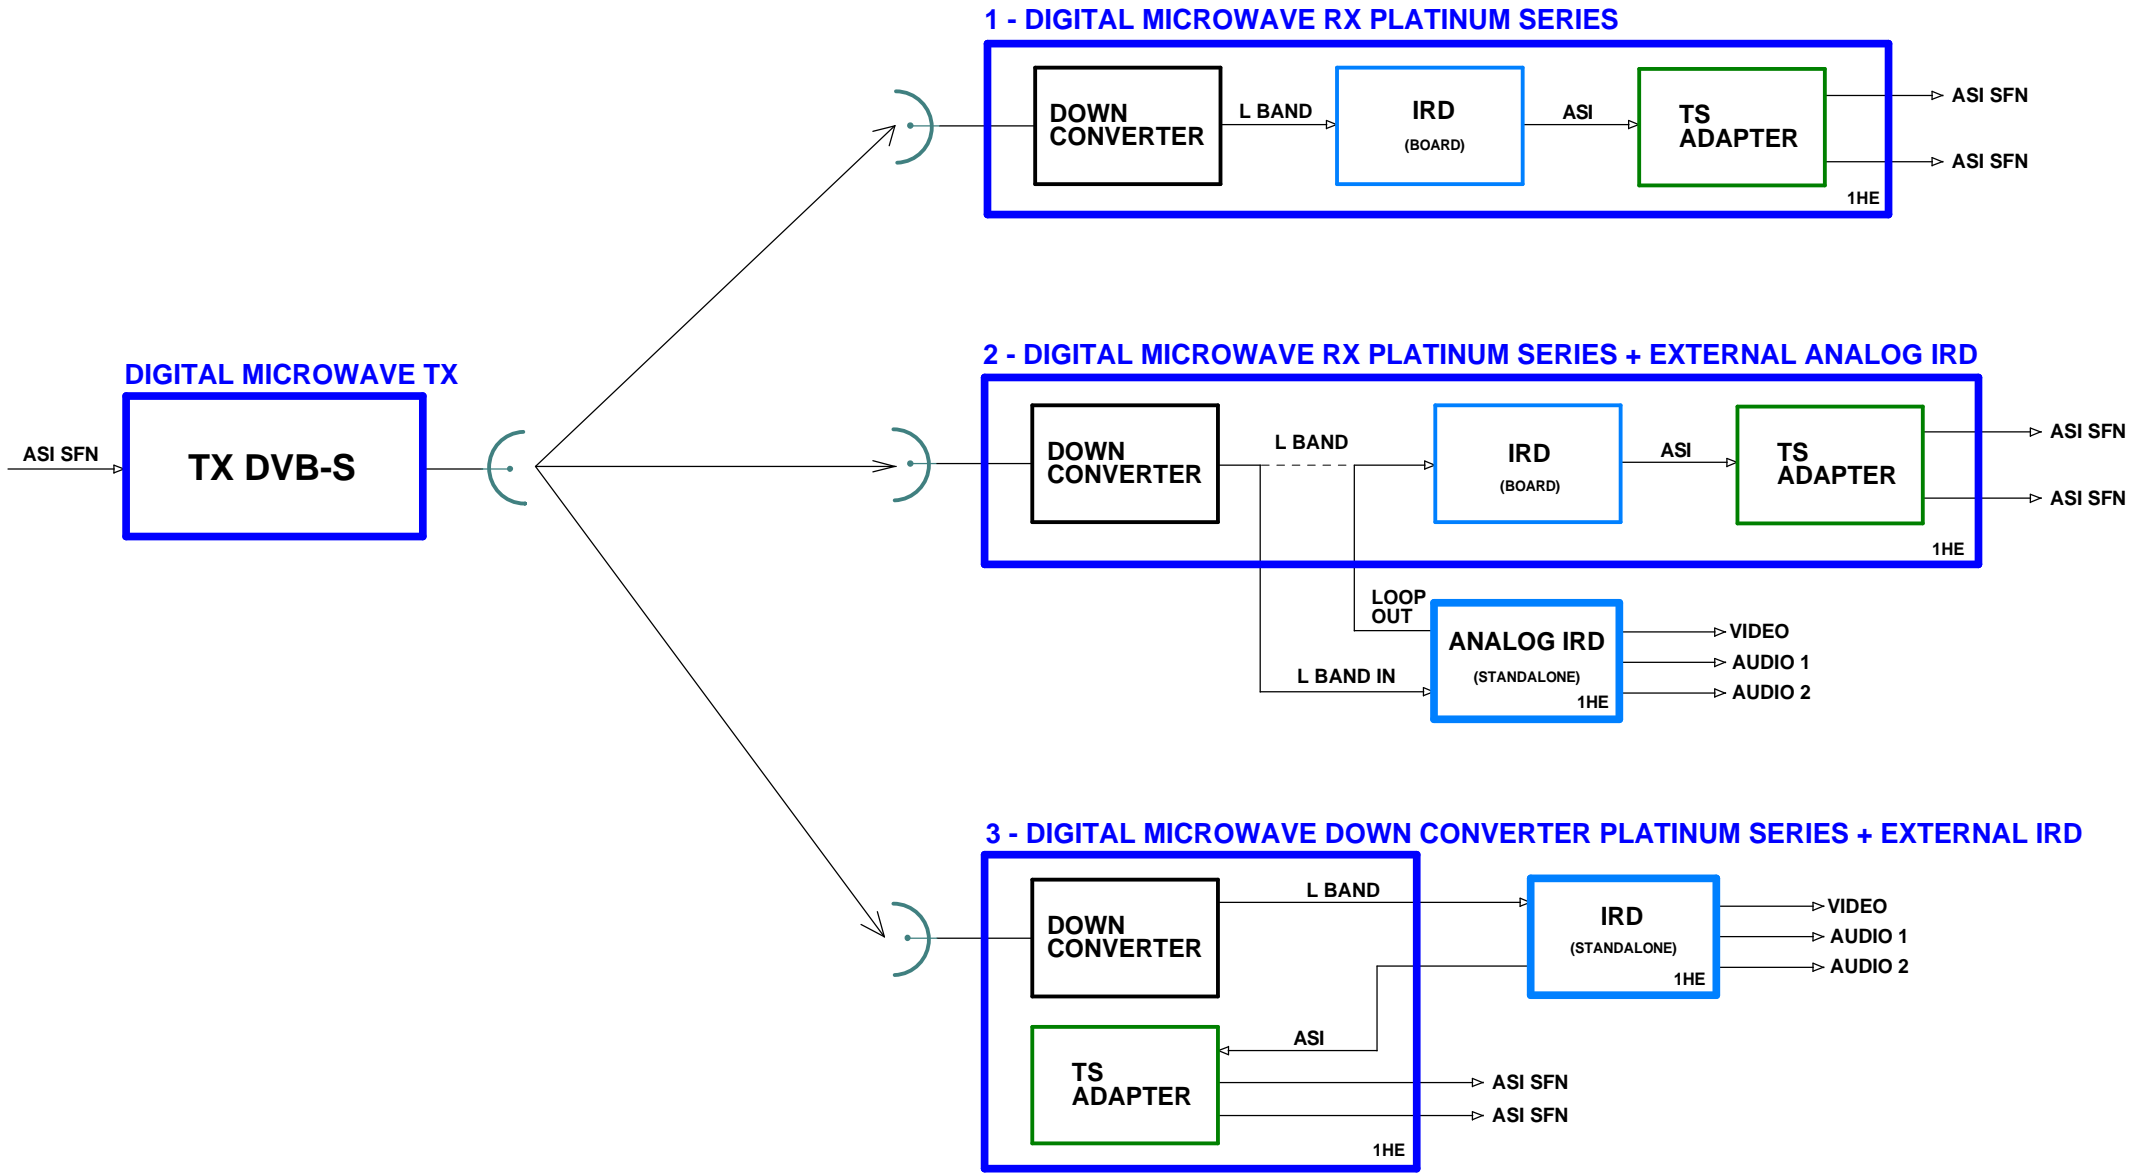 1 - DIGITAL MICROWAVE RX PLATINUM SERIES
DOWN
CONVERTER
L BAND
IRD
(BOARD)
ASI
TS
ADAPTER
ASI SFN
ASI SFN
1HE
DIGITAL MICROWAVE TX
ASI SFN
TX DVB-S
2 - DIGITAL MICROWAVE RX PLATINUM SERIES + EXTERNAL ANALOG IRD
DOWN
CONVERTER
L BAND
IRD
(BOARD)
ASI
TS
ADAPTER
ASI SFN
ASI SFN
1HE
LOOP
OUT
L BAND IN
ANALOG IRD
(STANDALONE)
1HE
VIDEO
AUDIO 1
AUDIO 2
3 - DIGITAL MICROWAVE DOWN CONVERTER PLATINUM SERIES + EXTERNAL IRD
DOWN
CONVERTER
L BAND
IRD
(STANDALONE)
1HE
VIDEO
AUDIO 1
AUDIO 2
ASI
TS
ADAPTER
ASI SFN
ASI SFN
1HE